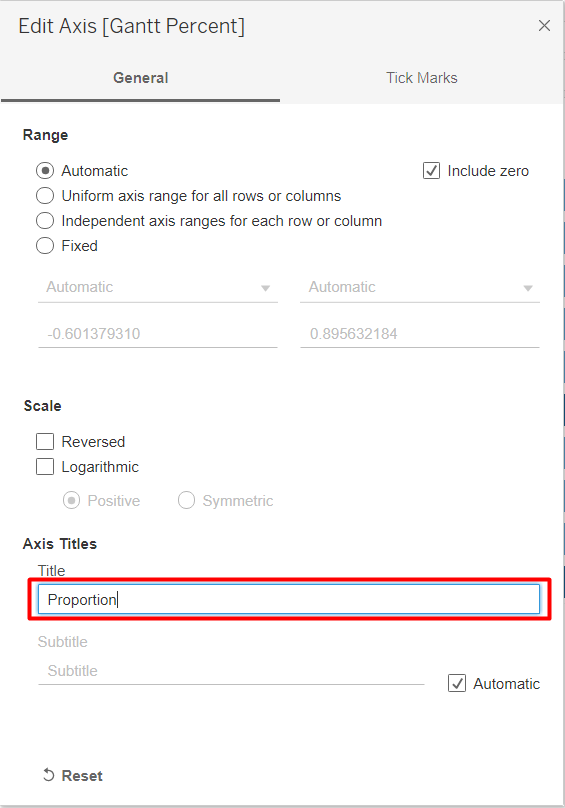 Edit Axis [Gantt Percent]
General Tick Marks
Range
Automatic Include zero
Uniform axis range for all rows or columns
Independent axis ranges for each row or column
Fixed
Automatic Automatic
-0.601379310 0.895632184
Scale
Reversed
Logarithmic
Positive Symmetric
Axis Titles
Title
Proportion
Subtitle
Subtitle
Automatic
Reset